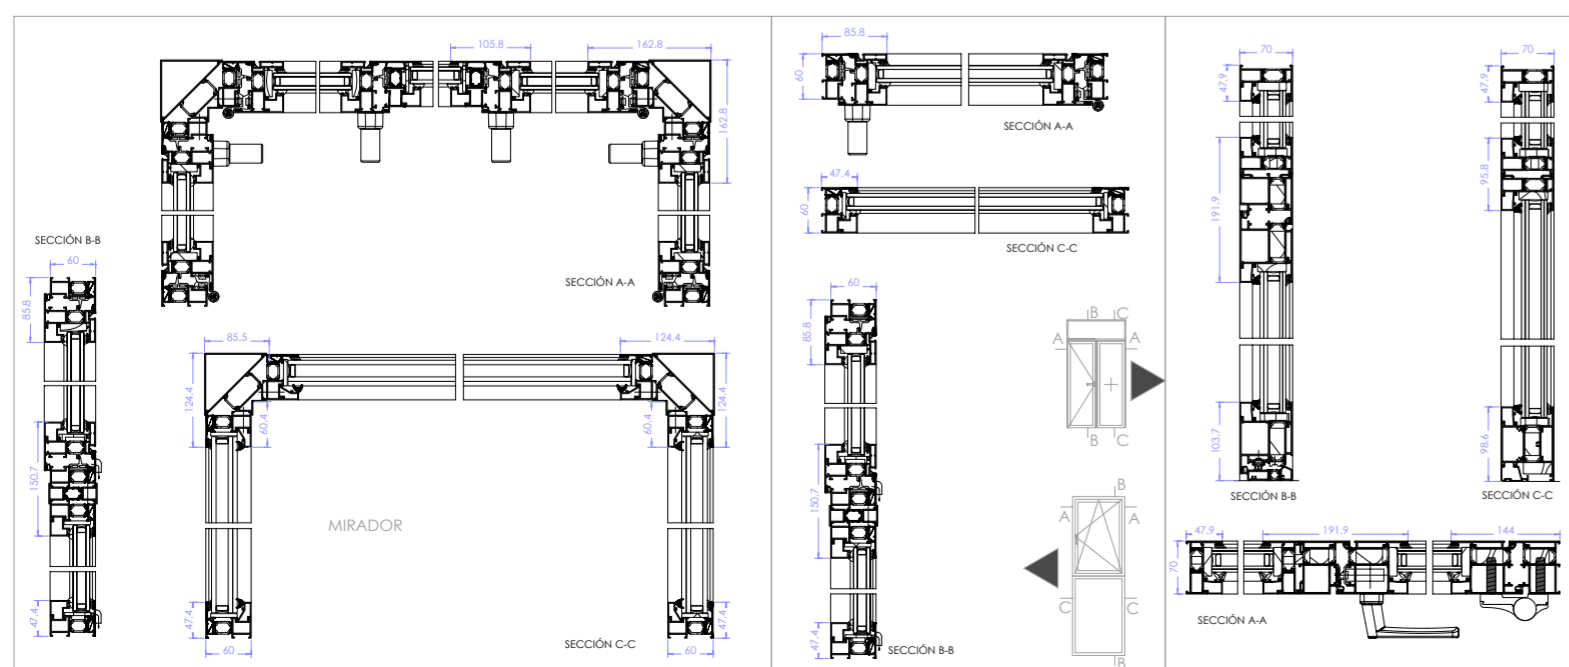 105.8
162.8
162.8
SECCIÓN B-B
60
85.8
150.7
47.4
SECCIÓN A-A
85.5
124.4
124.4
124.4
60.4
60.4
MIRADOR
47.4
47.4
60
SECCIÓN C-C
60
85.8
60
SECCIÓN A-A
47.4
60
SECCIÓN C-C
60
85.8
150.7
47.4
SECCIÓN B-B
B C
A A
B C
B
A A
C C
B
70
47.9
191.9
103.7
SECCIÓN B-B
70
47.9
95.8
98.6
SECCIÓN C-C
47.9
191.9
144
70
SECCIÓN A-A